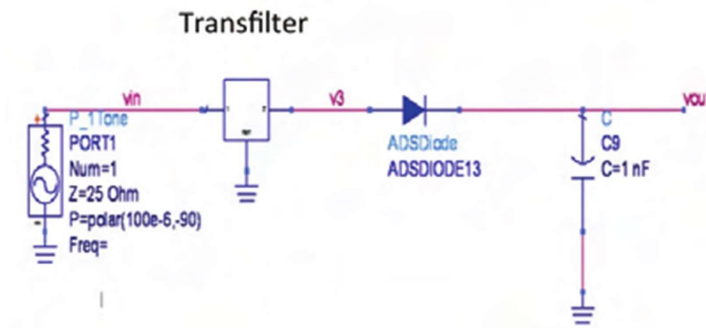 Transfilter
vin
v3
vou
P_1Tone
PORT1
Num=1
Z=25 Ohm
P=polar(100e-6,-90)
Freq=
ADSDiode
ADSDIODE13
C
C9
C=1 nF